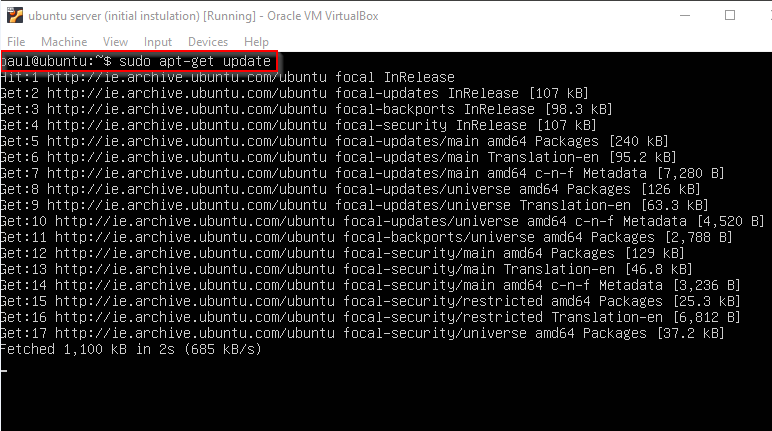 ubuntu server (initial instulation) [Running] - Oracle VM VirtualBox
File Machine View Input Devices Help
paul@ubuntu:~$ sudo apt-get update
Hit:1 http://ie.archive.ubuntu.com/ubuntu focal InRelease
Get:2 http://ie.archive.ubuntu.com/ubuntu focal-updates InRelease [107 kB]
Get:3 http://ie.archive.ubuntu.com/ubuntu focal-backports InRelease [98.3 kB]
Get:4 http://ie.archive.ubuntu.com/ubuntu focal-security InRelease [107 kB]
Get:5 http://ie.archive.ubuntu.com/ubuntu focal-updates/main amd64 Packages [240 kB]
Get:6 http://ie.archive.ubuntu.com/ubuntu focal-updates/main Translation-en [95.2 kB]
Get:7 http://ie.archive.ubuntu.com/ubuntu focal-updates/main amd64 c-n-f Metadata [7,280 B]
Get:8 http://ie.archive.ubuntu.com/ubuntu focal-updates/universe amd64 Packages [126 kB]
Get:9 http://ie.archive.ubuntu.com/ubuntu focal-updates/universe Translation-en [63.3 kB]
Get:10 http://ie.archive.ubuntu.com/ubuntu focal-updates/universe amd64 c-n-f Metadata [4,520 B]
Get:11 http://ie.archive.ubuntu.com/ubuntu focal-backports/universe amd64 Packages [2,788 B]
Get:12 http://ie.archive.ubuntu.com/ubuntu focal-security/main amd64 Packages [129 kB]
Get:13 http://ie.archive.ubuntu.com/ubuntu focal-security/main Translation-en [46.8 kB]
Get:14 http://ie.archive.ubuntu.com/ubuntu focal-security/main amd64 c-n-f Metadata [3,236 B]
Get:15 http://ie.archive.ubuntu.com/ubuntu focal-security/restricted amd64 Packages [25.3 kB]
Get:16 http://ie.archive.ubuntu.com/ubuntu focal-security/restricted Translation-en [6,812 B]
Get:17 http://ie.archive.ubuntu.com/ubuntu focal-security/universe amd64 Packages [37.2 kB]
Fetched 1,100 kB in 2s (685 kB/s)